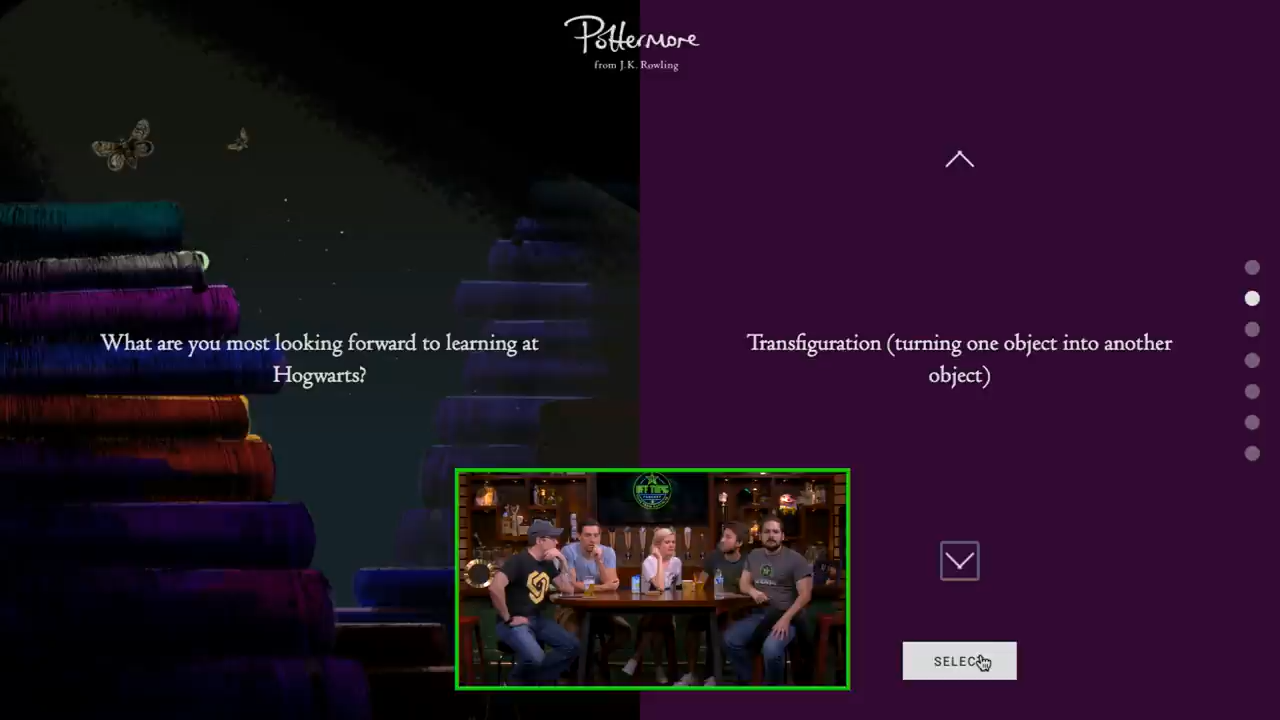 Pottermore
from J.K. Rowling
What are you most looking forward to learning at
Hogwarts?
Transfiguration (turning one object into another
object)
SELECT